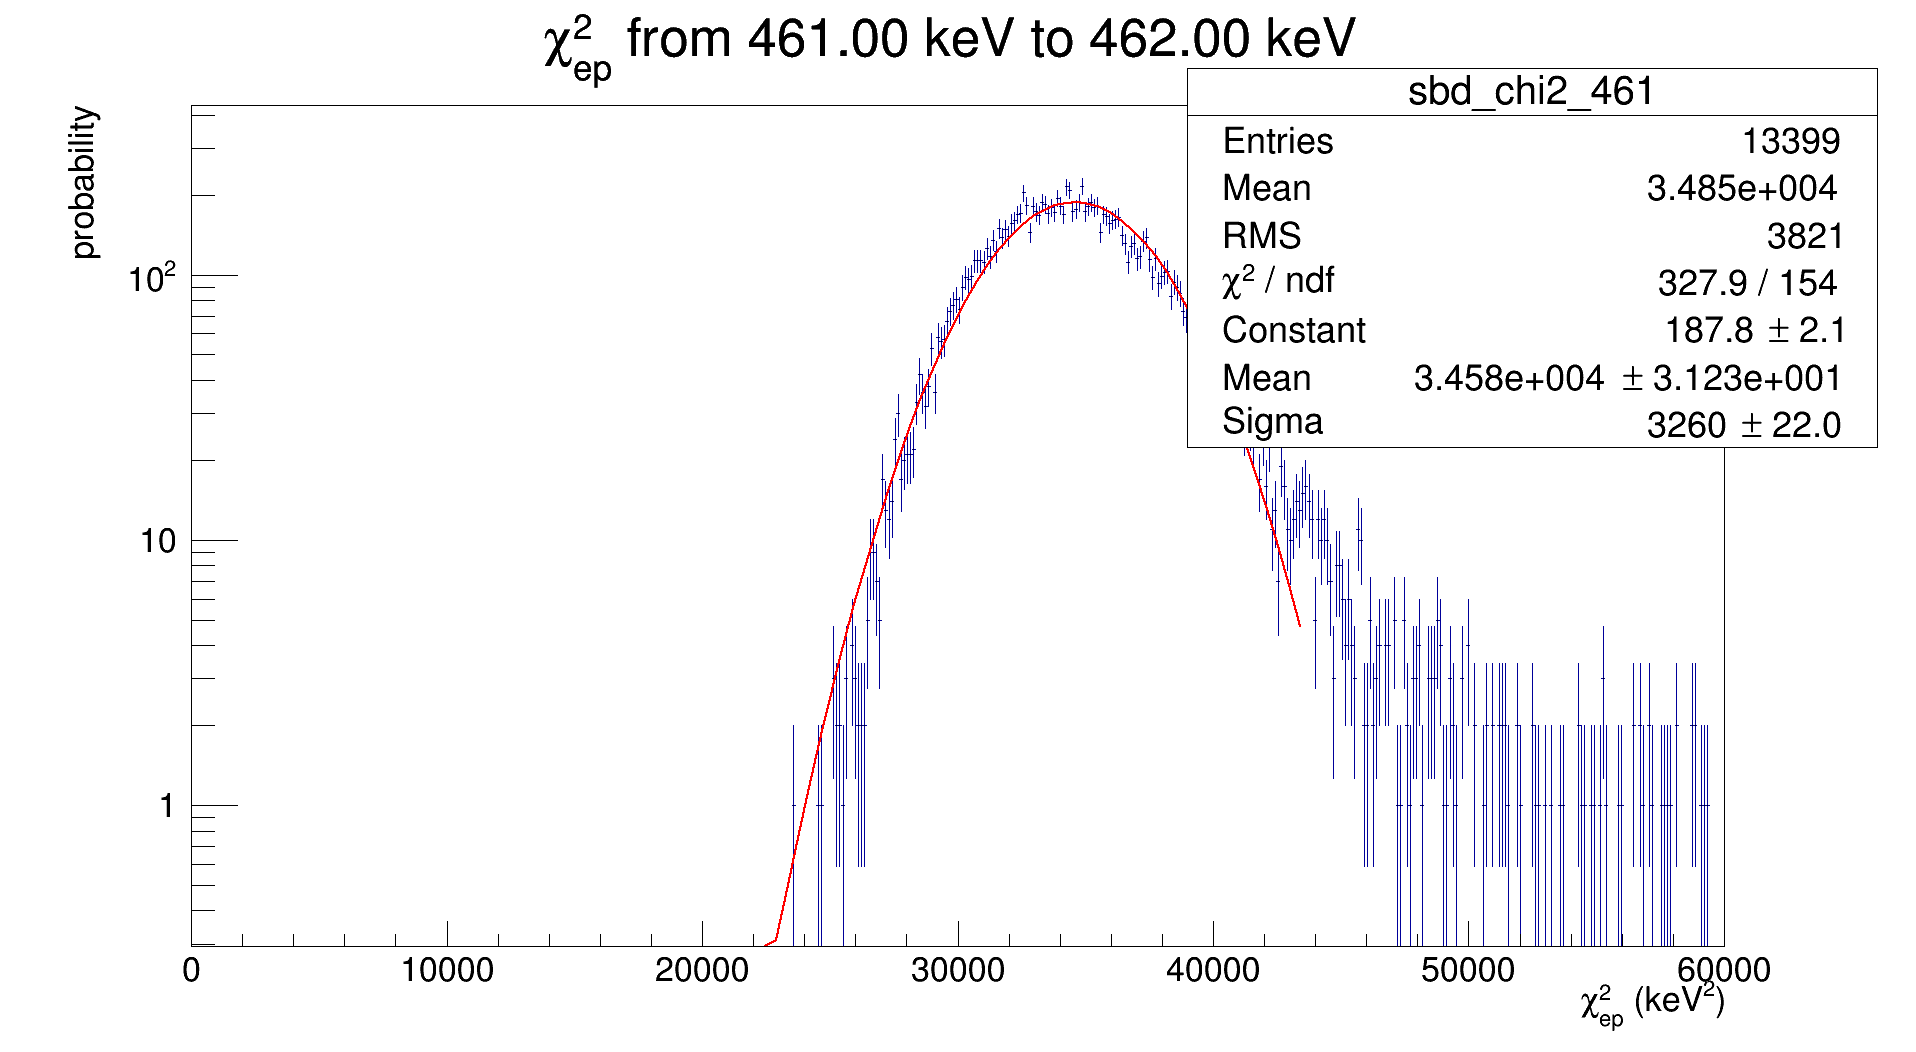 χ²ep from 461.00 keV to 462.00 keV
probability
sbd_chi2_461
Entries 13399
Mean 3.485e+004
RMS 3821
χ² / ndf 327.9 / 154
Constant 187.8 ± 2.1
Mean 3.458e+004 ± 3.123e+001
Sigma 3260 ± 22.0
10²
10
1
0 10000 20000 30000 40000 50000 60000
χ²ep (keV²)